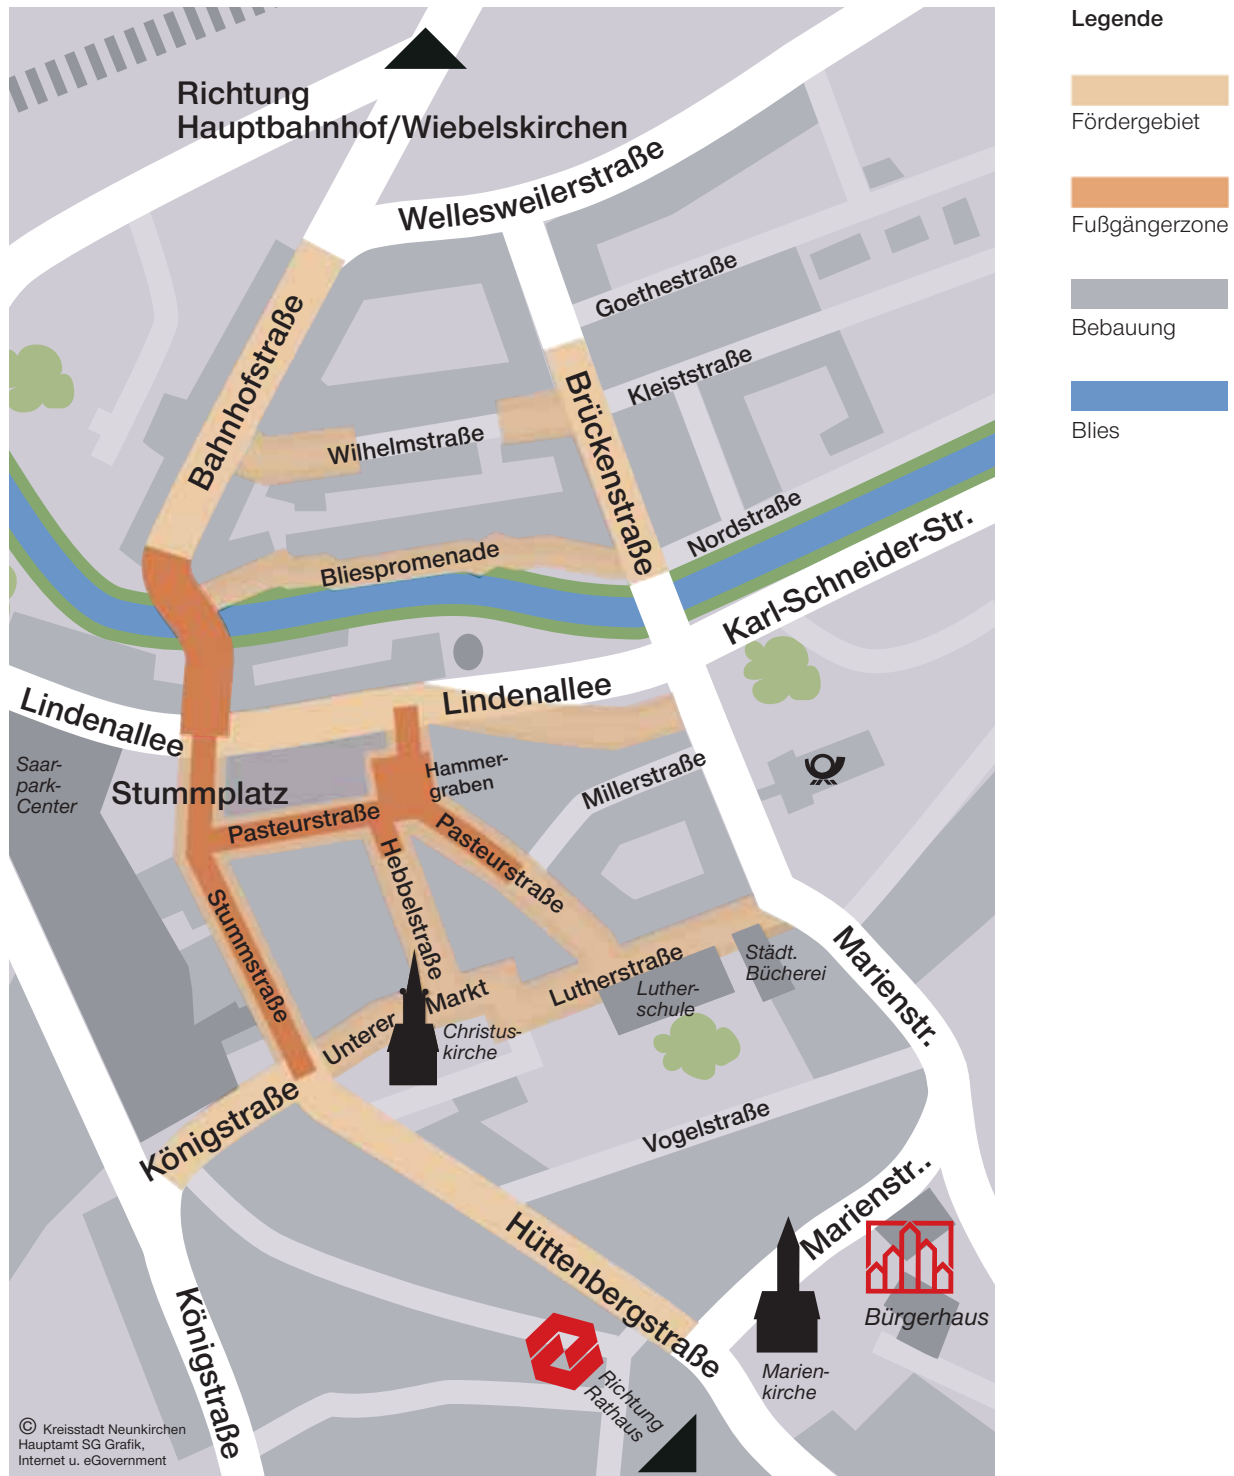 Legende
Fördergebiet
Fußgängerzone
Bebauung
Blies
Richtung
Hauptbahnhof/Wiebelskirchen
Wellesweilerstraße
Goethestraße
Kleiststraße
Bahnhofstraße
Brückenstraße
Wilhelmstraße
Nordstraße
Bliespromenade
Karl-Schneider-Str.
Lindenallee
Lindenallee
Saar-
park-
Center
Stummplatz
Hammer-
graben
Millerstraße
Pasteurstraße
Pasteurstraße
Hebbelstraße
Stummstraße
Städt.
Bücherei
Marienstr.
Lutherstraße
Luther-
schule
Unterer Markt
Christus-
kirche
Königstraße
Vogelstraße
Marienstr..
Hüttenbergstraße
Bürgerhaus
Königstraße
Marien-
kirche
Richtung
Rathaus
© Kreisstadt Neunkirchen
Hauptamt SG Grafik,
Internet u. eGovernment